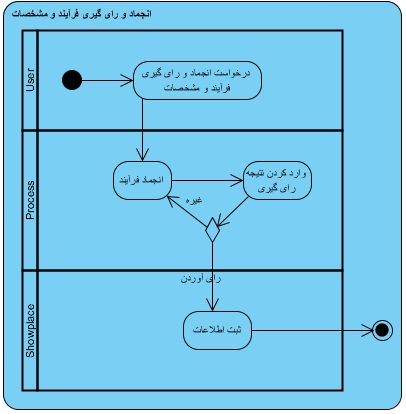 انجماد و رای گیری فرآیند و مشخصات
User
درخواست انجماد و رای گیری
فرآیند و مشخصات
Process
انجماد فرآیند
وارد کردن نتیجه
رای گیری
غیره
رای آوردن
Showplace
ثبت اطلاعات